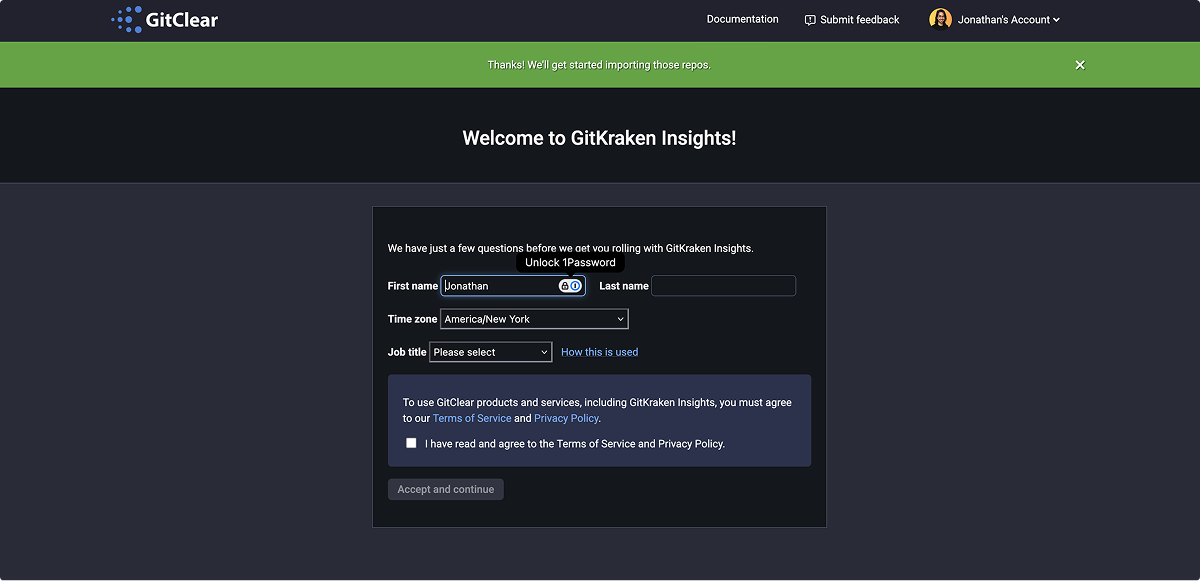 GitClear
Documentation
Submit feedback
Jonathan's Account
Thanks! We'll get started importing those repos.
Welcome to GitKraken Insights!
We have just a few questions before we get you rolling with GitKraken Insights.
Unlock 1Password
First name Jonathan Last name
Time zone America/New York
Job title Please select How this is used
To use GitClear products and services, including GitKraken Insights, you must agree
to our Terms of Service and Privacy Policy.
I have read and agree to the Terms of Service and Privacy Policy.
Accept and continue